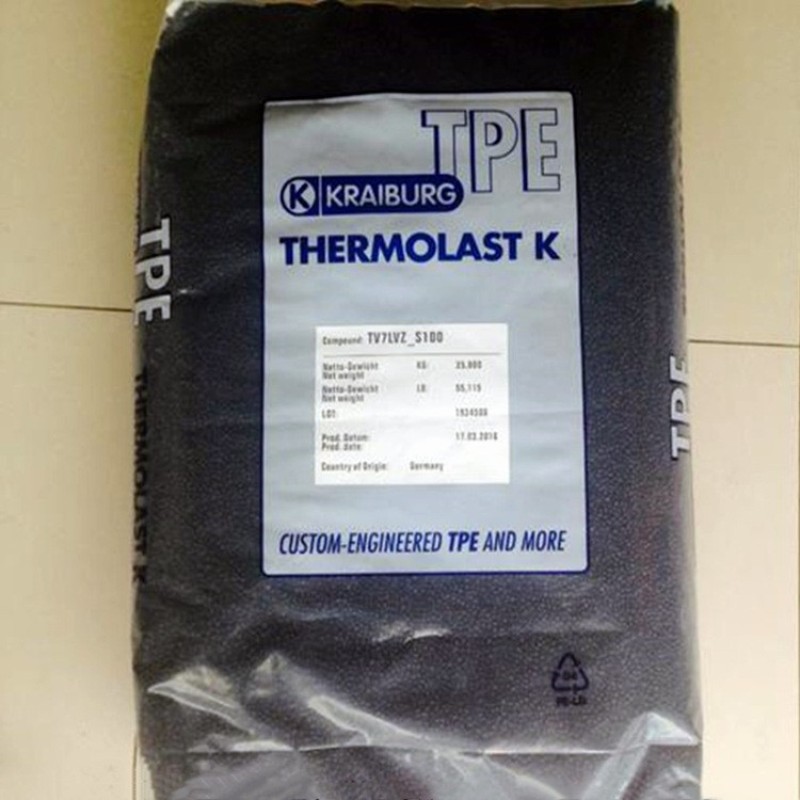 TPE
K KRAIBURG
THERMOLAST K
Compound: TV7LVZ_S100
Netto-Gewicht KG:
Net weight
Netto-Gewicht LB: 55,115
Net weight
LOT:
Prod. Datum: 17.03.2016
Prod. date:
Country of Origin: Germany
CUSTOM-ENGINEERED TPE AND MORE
TPE
THERMOLAST K
TPE
04
PE-LD